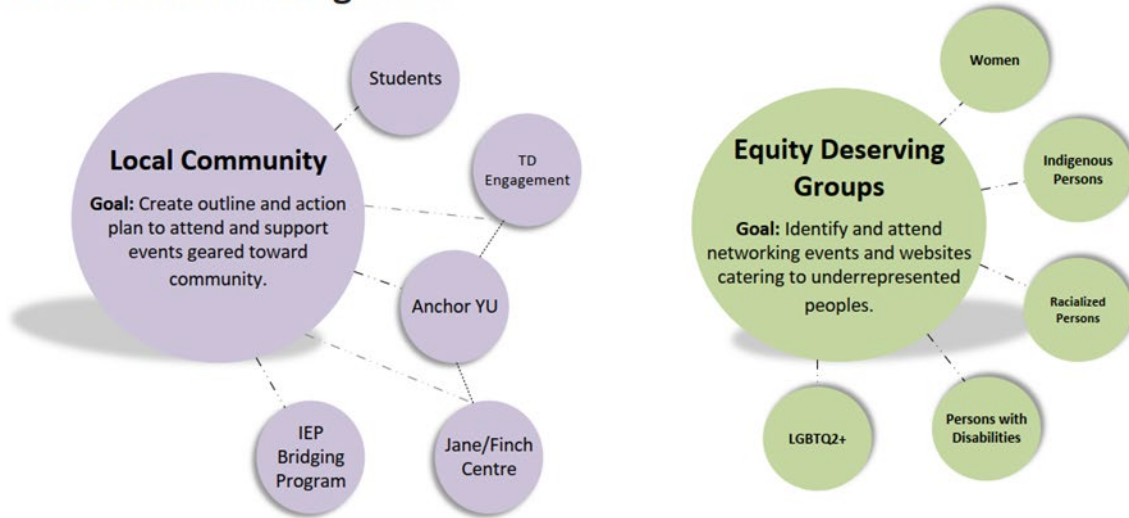 Local Community
Goal: Create outline and action
plan to attend and support
events geared toward
community.
Students
TD
Engagement
Anchor YU
IEP
Bridging
Program
Jane/Finch
Centre
Equity Deserving
Groups
Goal: Identify and attend
networking events and websites
catering to underrepresented
peoples.
Women
Indigenous
Persons
Racialized
Persons
Persons with
Disabilities
LGBTQ2+